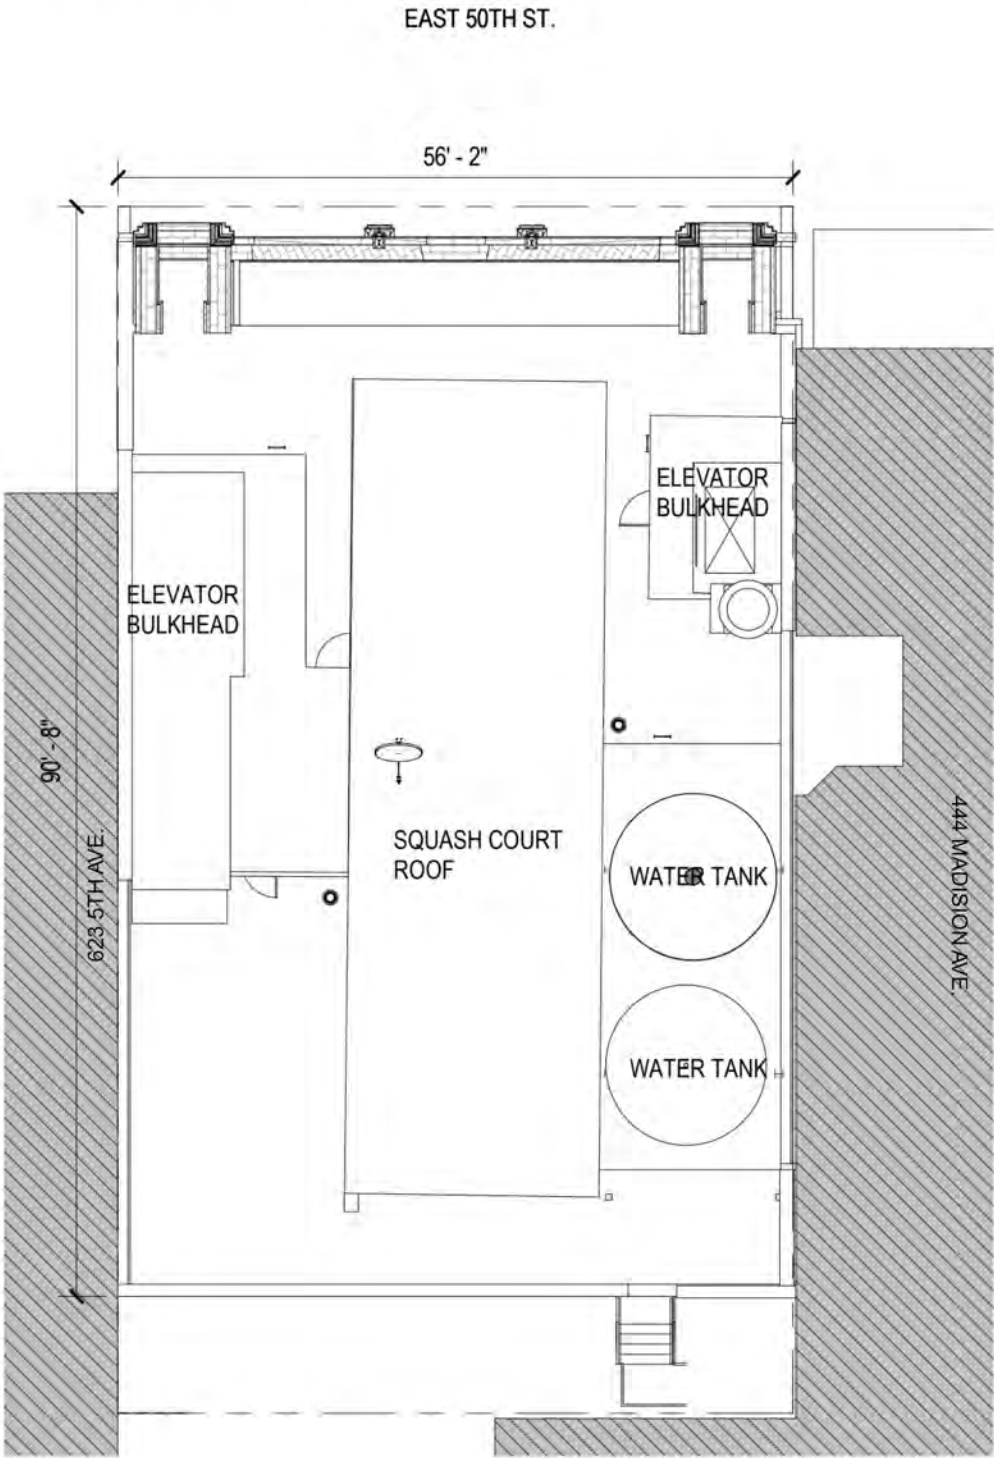 EAST 50TH ST.
56' - 2"
ELEVATOR
BULKHEAD
ELEVATOR
BULKHEAD
90' - 8"
623 5TH AVE.
SQUASH COURT
ROOF
WATER TANK
444 MADISION AVE.
WATER TANK